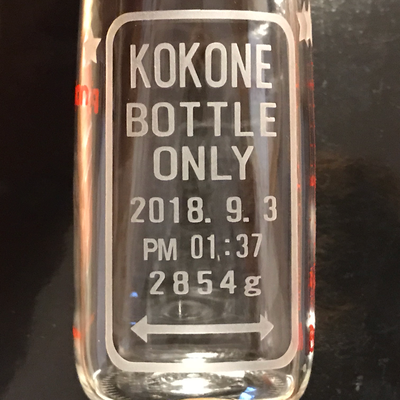 KOKONE
BOTTLE
ONLY
2018. 9. 3
PM 01:37
2854g